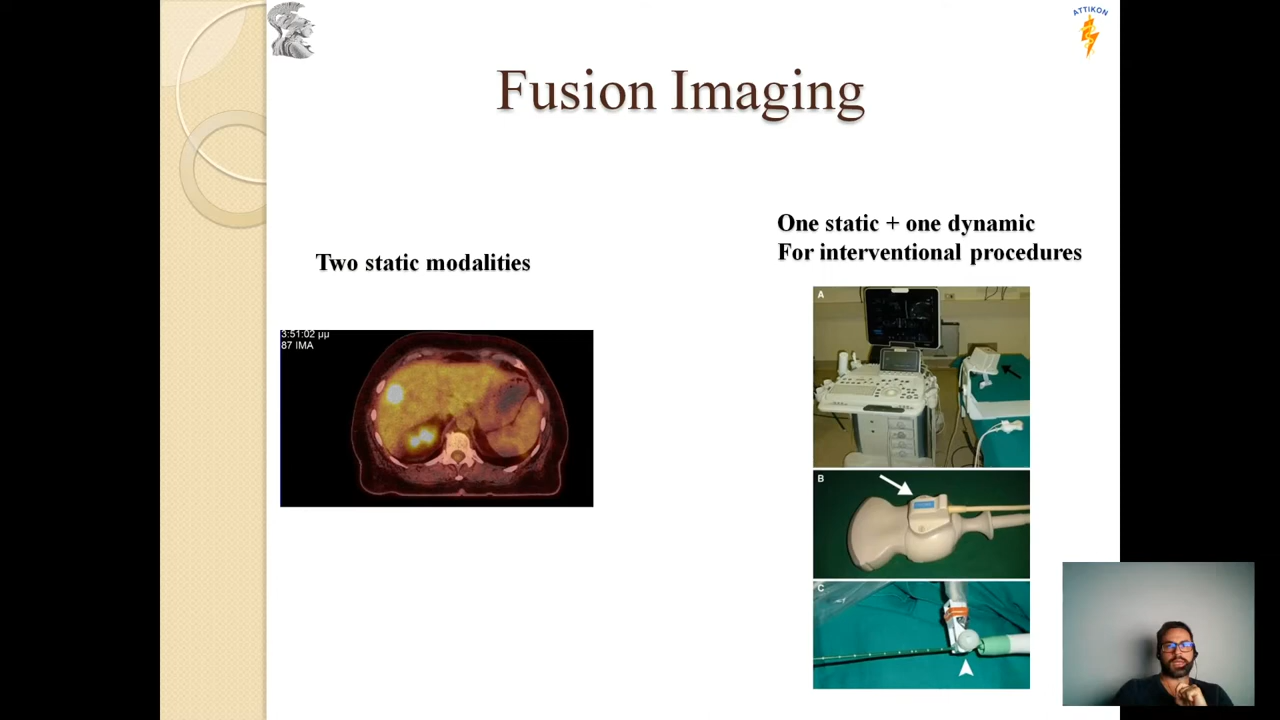 ATTIKON
Fusion Imaging
Two static modalities
One static + one dynamic
For interventional procedures
3:51:02 μμ
87 IMA
A
B
C